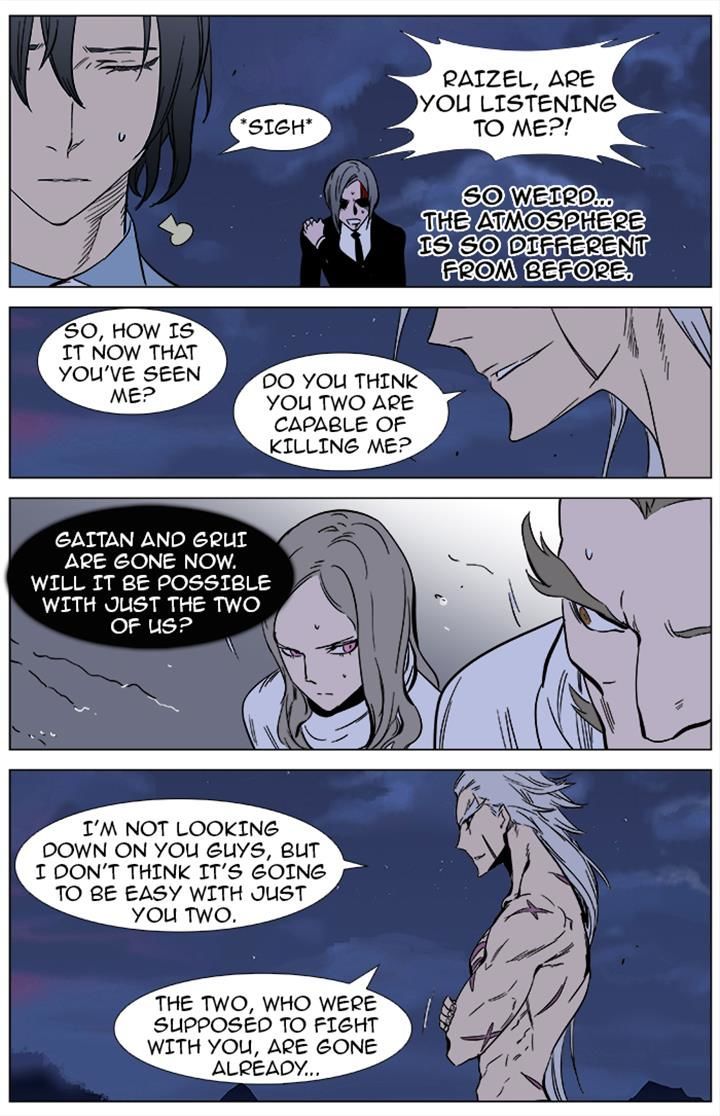 RAIZEL, ARE
YOU LISTENING
TO ME?!
*SIGH*
SO WEIRD...
THE ATMOSPHERE
IS SO DIFFERENT
FROM BEFORE.
SO, HOW IS
IT NOW THAT
YOU'VE SEEN
ME?
DO YOU THINK
YOU TWO ARE
CAPABLE OF
KILLING ME?
GAITAN AND GRUI
ARE GONE NOW.
WILL IT BE POSSIBLE
WITH JUST THE TWO
OF US?
I'M NOT LOOKING
DOWN ON YOU GUYS, BUT
I DON'T THINK IT'S GOING
TO BE EASY WITH JUST
YOU TWO.
THE TWO, WHO WERE
SUPPOSED TO FIGHT
WITH YOU, ARE GONE
ALREADY...